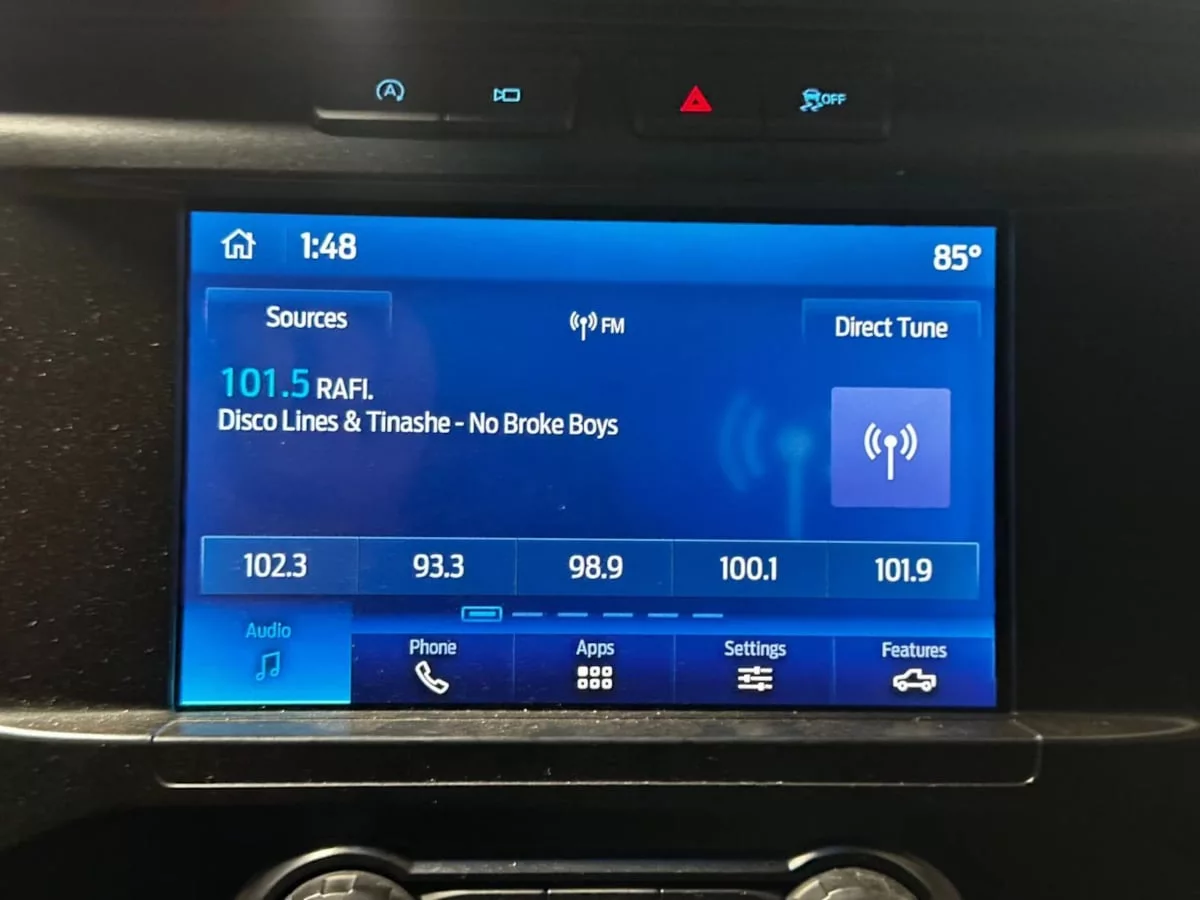 A
OFF
1:48
85°
Sources
FM
Direct Tune
101.5 RAFI.
Disco Lines & Tinashe - No Broke Boys
102.3
93.3
98.9
100.1
101.9
Audio
Phone
Apps
Settings
Features